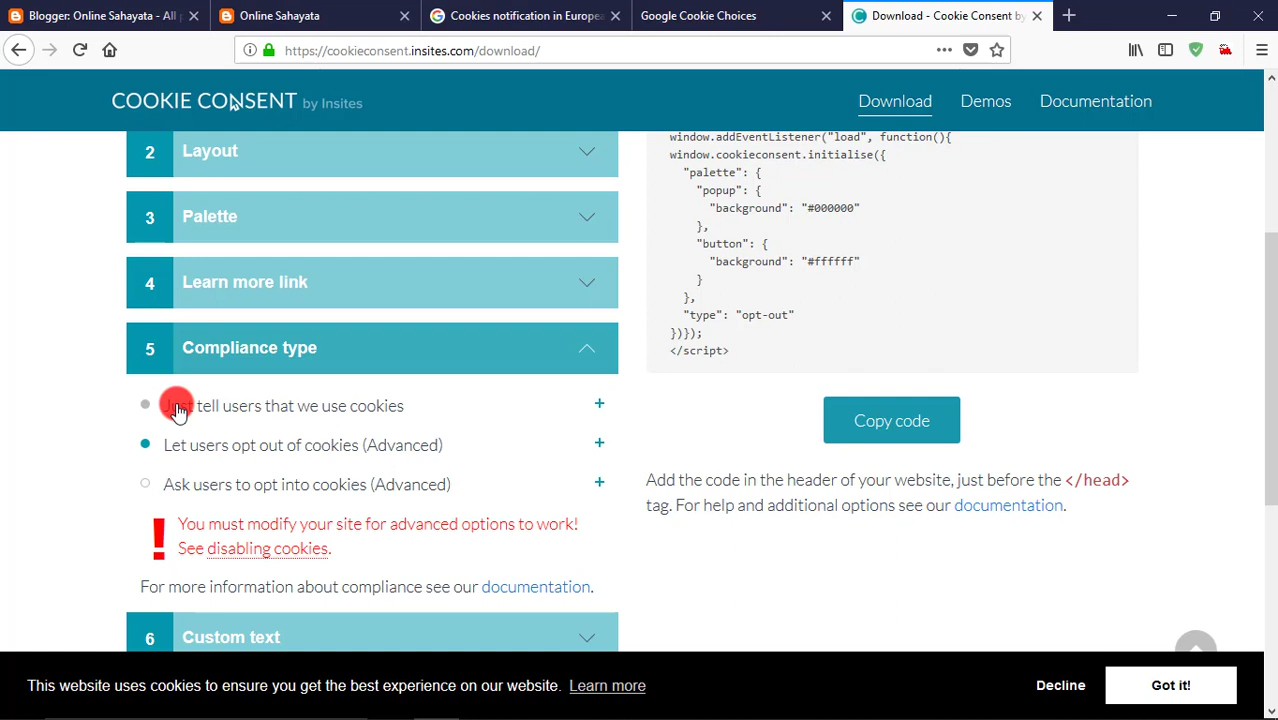 Blogger: Online Sahayata - All p
Online Sahayata
Cookies notification in Europea
Google Cookie Choices
Download - Cookie Consent by
https://cookieconsent.insites.com/download/
COOKIE CONSENT by Insites
Download
Demos
Documentation
2 Layout
3 Palette
4 Learn more link
5 Compliance type
Just tell users that we use cookies +
Let users opt out of cookies (Advanced) +
Ask users to opt into cookies (Advanced) +
! You must modify your site for advanced options to work!
See disabling cookies.
For more information about compliance see our documentation.
6 Custom text
window.addEventListener("load", function(){
window.cookieconsent.initialise({
"palette": {
"popup": {
"background": "#000000"
},
"button": {
"background": "#ffffff"
}
},
"type": "opt-out"
})});
</script>
Copy code
Add the code in the header of your website, just before the </head>
tag. For help and additional options see our documentation.
This website uses cookies to ensure you get the best experience on our website. Learn more
Decline
Got it!